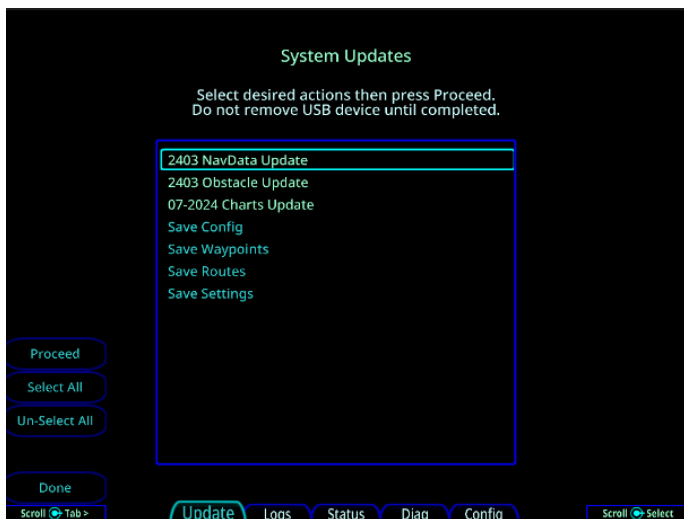 System Updates
Select desired actions then press Proceed.
Do not remove USB device until completed.
2403 NavData Update
2403 Obstacle Update
07-2024 Charts Update
Save Config
Save Waypoints
Save Routes
Save Settings
Proceed
Select All
Un-Select All
Done
Scroll Tab >
Update
Logs
Status
Diag
Config
Scroll Select